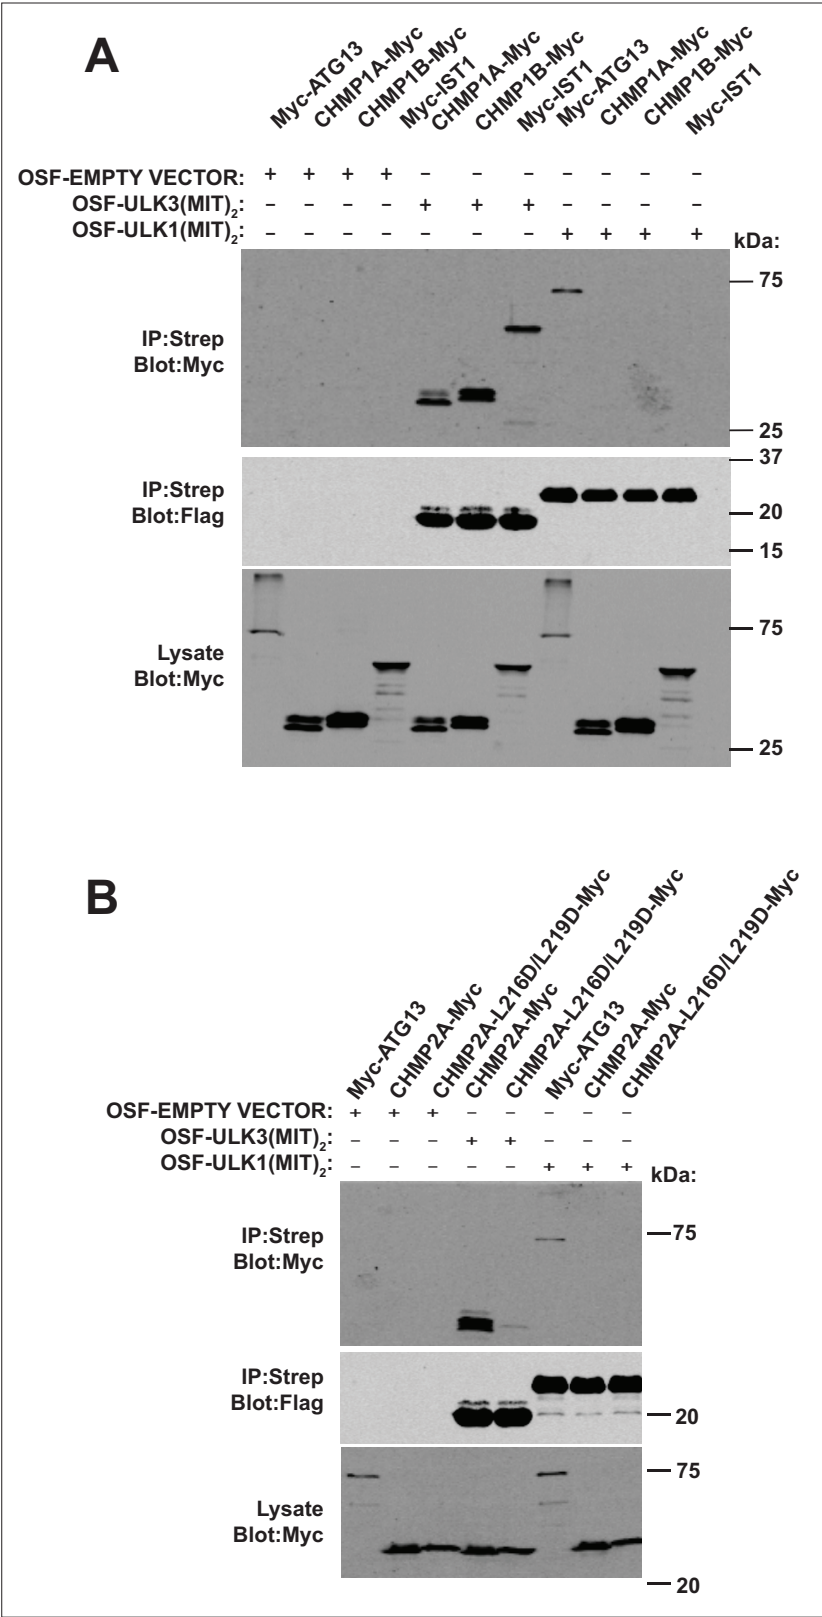 A
Myc-ATG13
CHMP1A-Myc
CHMP1B-Myc
Myc-IST1
CHMP1A-Myc
CHMP1B-Myc
Myc-IST1
Myc-ATG13
CHMP1A-Myc
CHMP1B-Myc
Myc-IST1
OSF-EMPTY VECTOR: + + + + – – – – – – –
OSF-ULK3(MIT)2: – – – – + + + – – – –
OSF-ULK1(MIT)2: – – – – – – – + + + +
kDa:
75
IP:Strep
Blot:Myc
25
37
IP:Strep
Blot:Flag
20
15
75
Lysate
Blot:Myc
25
B
Myc-ATG13
CHMP2A-Myc
CHMP2A-L216D/L219D-Myc
CHMP2A-Myc
CHMP2A-L216D/L219D-Myc
Myc-ATG13
CHMP2A-Myc
CHMP2A-L216D/L219D-Myc
OSF-EMPTY VECTOR: + + + – – – – –
OSF-ULK3(MIT)2: – – – + + – – –
OSF-ULK1(MIT)2: – – – – – + + +
kDa:
75
IP:Strep
Blot:Myc
IP:Strep
Blot:Flag
20
75
Lysate
Blot:Myc
20